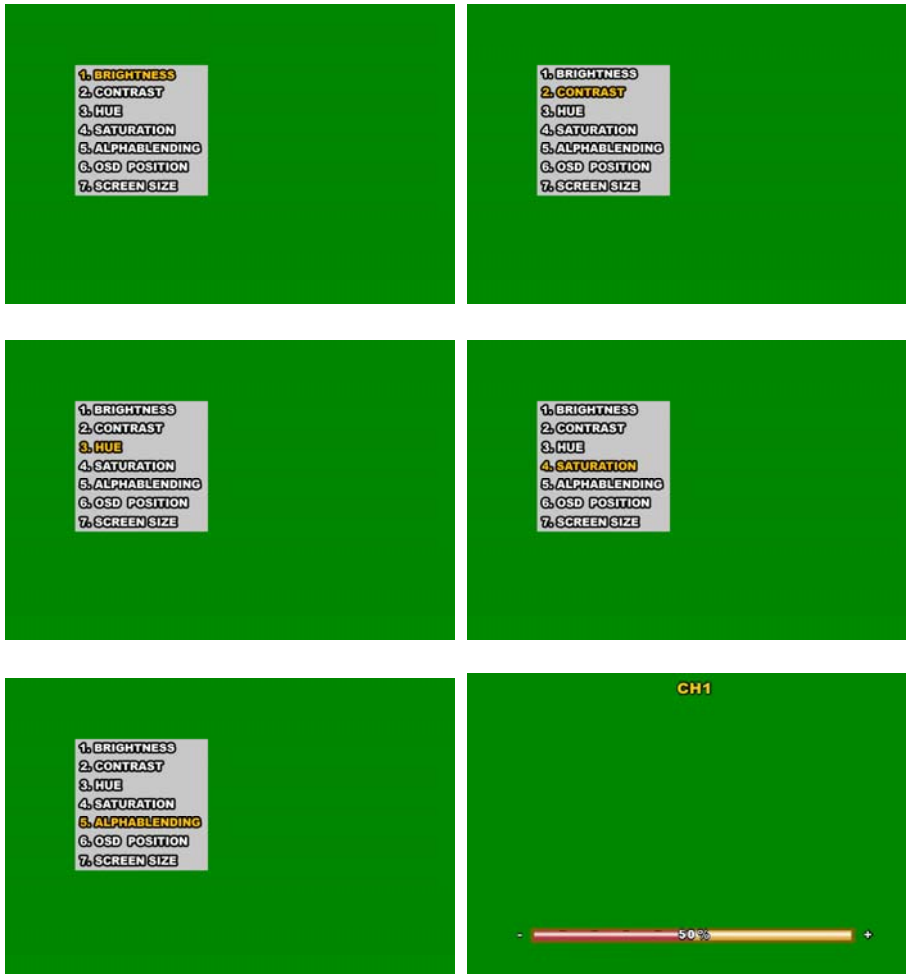 1. BRIGHTNESS
2. CONTRAST
3. HUE
4. SATURATION
5. ALPHABLENDING
6. OSD POSITION
7. SCREEN SIZE
1. BRIGHTNESS
2. CONTRAST
3. HUE
4. SATURATION
5. ALPHABLENDING
6. OSD POSITION
7. SCREEN SIZE
1. BRIGHTNESS
2. CONTRAST
3. HUE
4. SATURATION
5. ALPHABLENDING
6. OSD POSITION
7. SCREEN SIZE
1. BRIGHTNESS
2. CONTRAST
3. HUE
4. SATURATION
5. ALPHABLENDING
6. OSD POSITION
7. SCREEN SIZE
1. BRIGHTNESS
2. CONTRAST
3. HUE
4. SATURATION
5. ALPHABLENDING
6. OSD POSITION
7. SCREEN SIZE
CH1
- 50% +